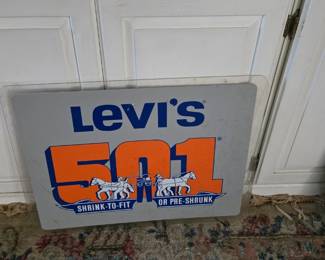 Levi's
501®
SHRINK-TO-FIT OR PRE-SHRUNK